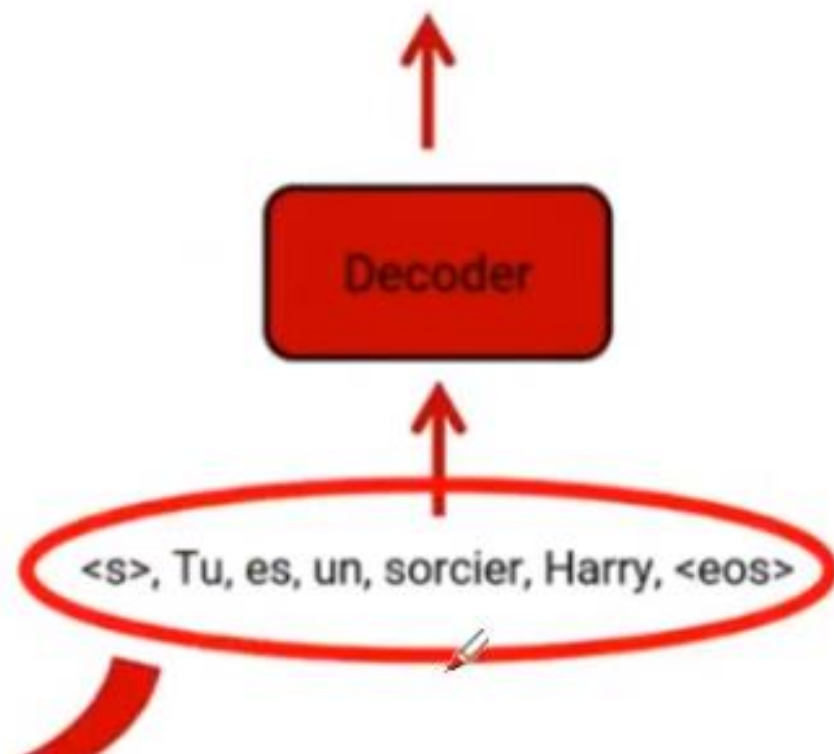 Decoder
<s>, Tu, es, un, sorcier, Harry, <eos>